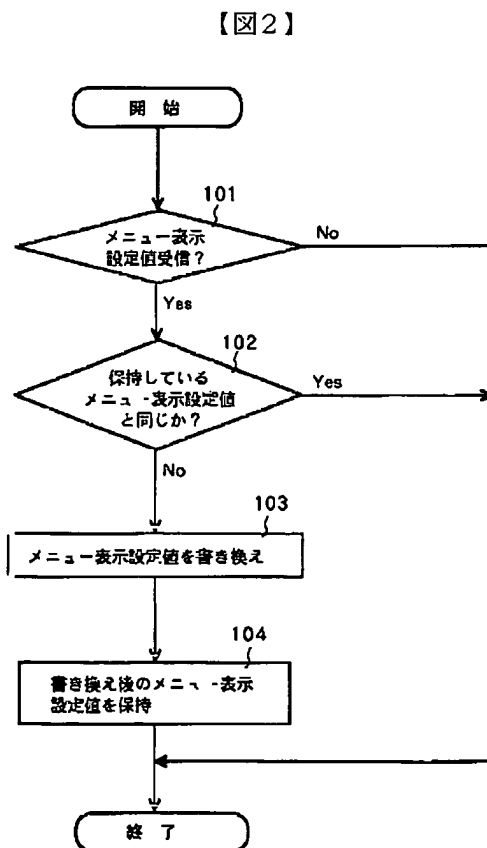 【図2】
開 始
101
メニュー表示
設定値受信？
No
Yes
102
保持している
メニュー表示設定値
と同じか？
Yes
No
103
メニュー表示設定値を書き換え
104
書き換え後のメニュー表示
設定値を保持
終 了